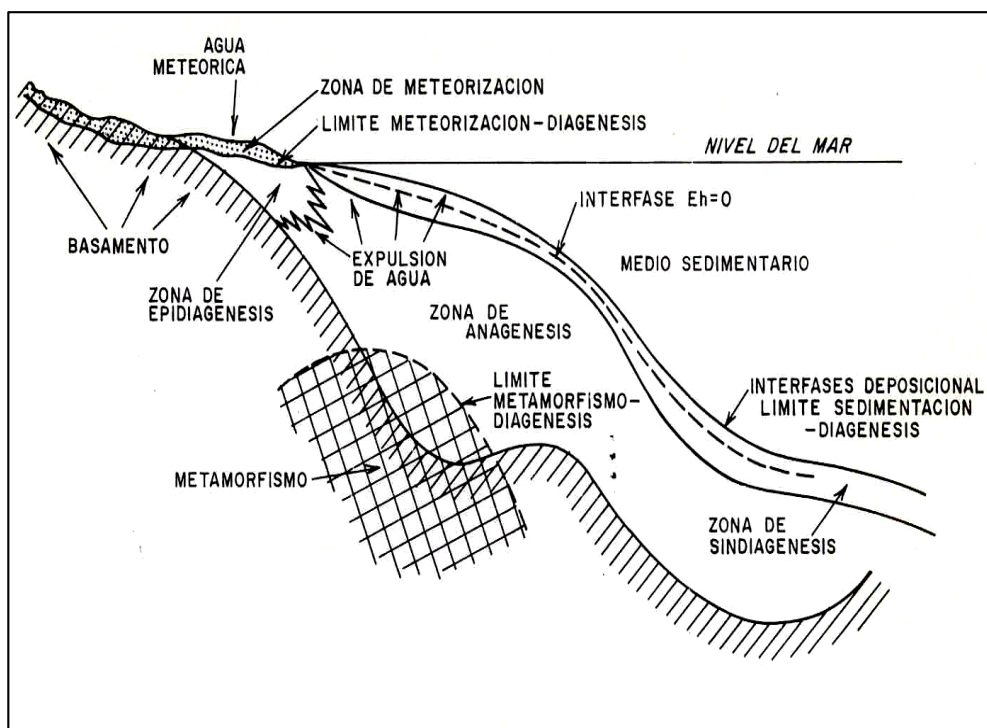 AGUA
METEORICA
ZONA DE METEORIZACION
LIMITE METEORIZACION-DIAGENESIS
NIVEL DEL MAR
INTERFASE Eh=0
BASAMENTO
EXPULSION
DE AGUA
MEDIO SEDIMENTARIO
ZONA DE
EPIDIAGENESIS
ZONA DE
ANAGENESIS
LIMITE
METAMORFISMO-
DIAGENESIS
INTERFASES DEPOSICIONAL
LIMITE SEDIMENTACION
-DIAGENESIS
METAMORFISMO
ZONA DE
SINDIAGENESIS